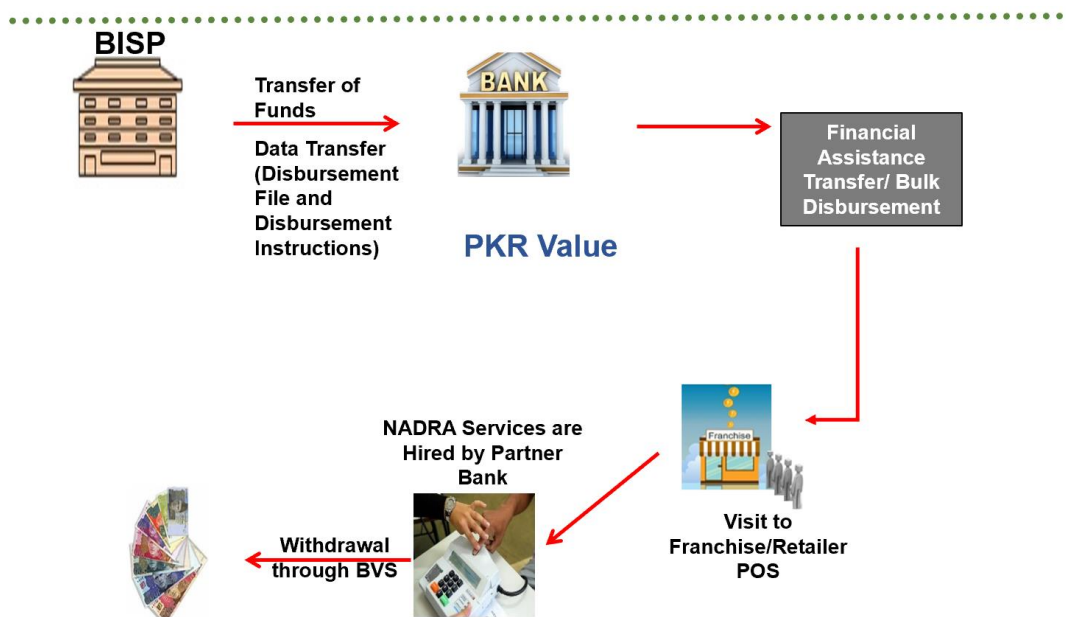 BISP
Transfer of
Funds
Data Transfer
(Disbursement
File and
Disbursement
Instructions)
BANK
PKR Value
Financial
Assistance
Transfer/ Bulk
Disbursement
Franchise
Visit to
Franchise/Retailer
POS
NADRA Services are
Hired by Partner
Bank
Withdrawal
through BVS